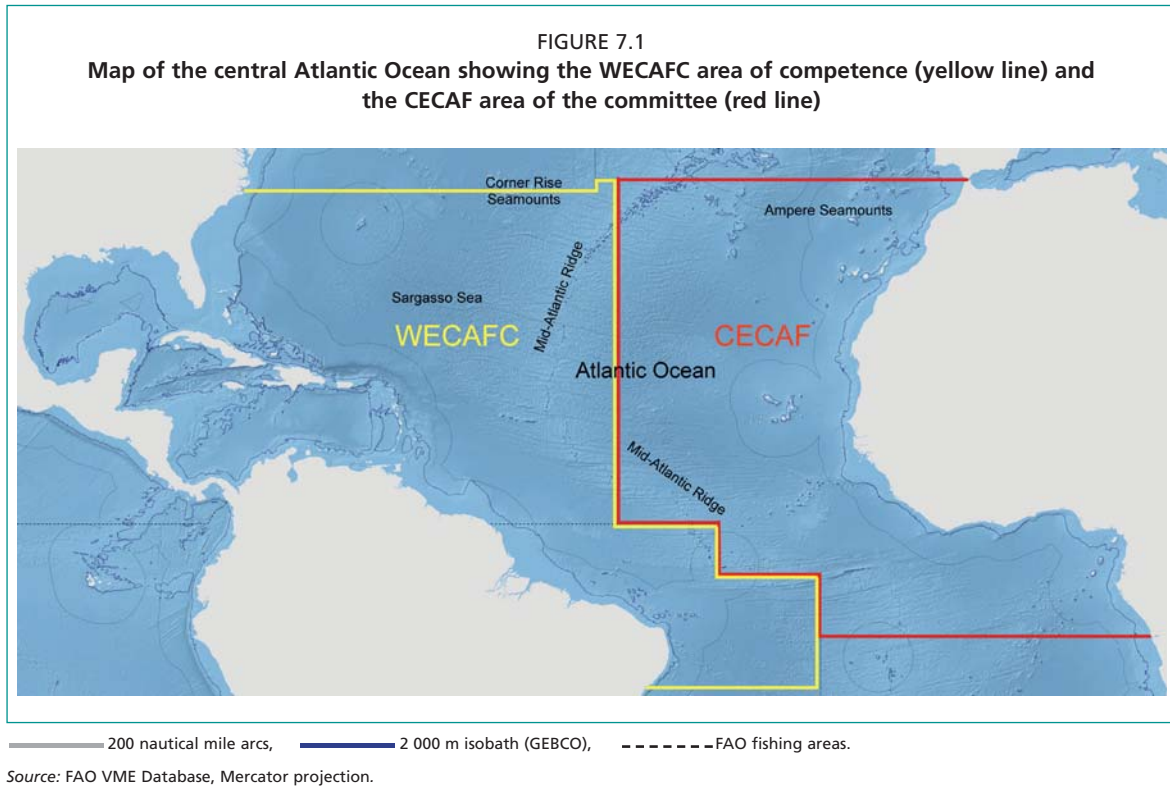 FIGURE 7.1
Map of the central Atlantic Ocean showing the WECAFC area of competence (yellow line) and
the CECAF area of the committee (red line)
Corner Rise
Seamounts
Ampere Seamounts
Mid-Atlantic Ridge
Sargasso Sea
WECAFC
CECAF
Atlantic Ocean
Mid-Atlantic Ridge
200 nautical mile arcs,
2 000 m isobath (GEBCO),
FAO fishing areas.
Source: FAO VME Database, Mercator projection.